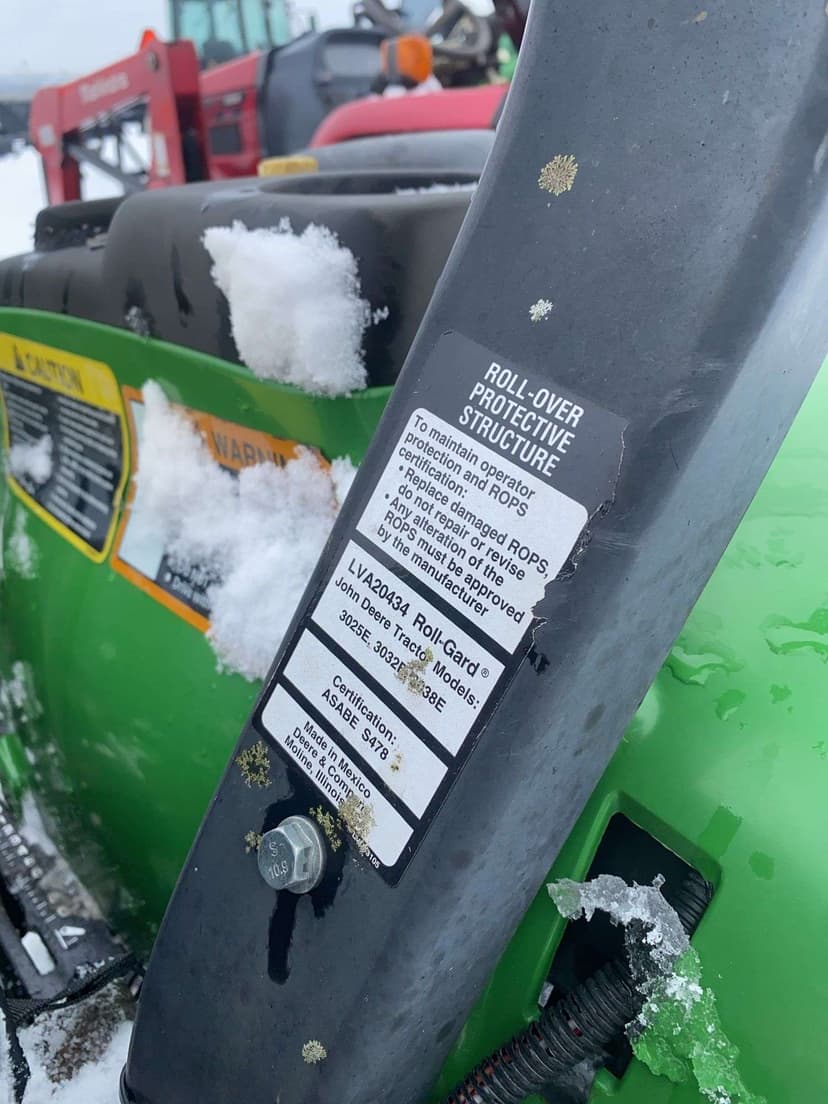 Mahindra
CAUTION
WARNIN
ROLL-OVER
PROTECTIVE
STRUCTURE
To maintain operator
protection and ROPS
certification:
• Replace damaged ROPS,
do not repair or revise
• Any alteration of the
ROPS must be approved
by the manufacturer
LVA20434 Roll-Gard®
John Deere Tractor Models:
3025E, 3032E, 3038E
Certification:
ASABE S478
Made in Mexico
Deere & Company
Moline, Illinois
S
10.9